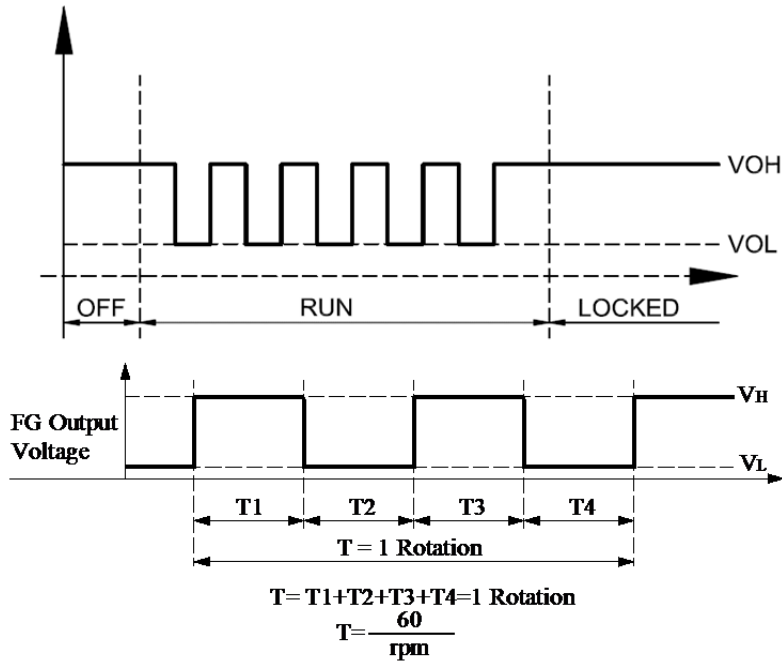 VOH
VOL
OFF RUN LOCKED
VH
FG Output
Voltage
VL
T1 T2 T3 T4
T = 1 Rotation
T= T1+T2+T3+T4=1 Rotation
T= 60
rpm